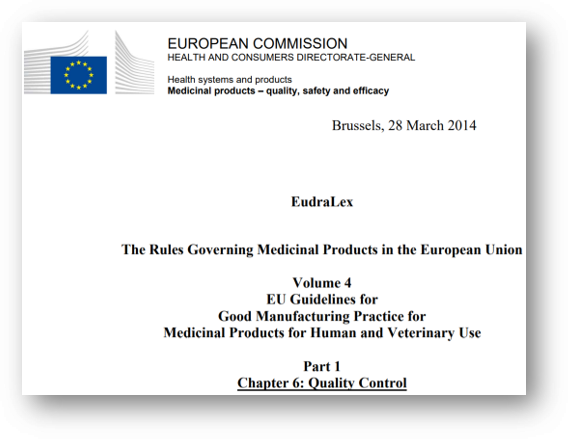 EUROPEAN COMMISSION
HEALTH AND CONSUMERS DIRECTORATE-GENERAL
Health systems and products
Medicinal products – quality, safety and efficacy
Brussels, 28 March 2014
EudraLex
The Rules Governing Medicinal Products in the European Union
Volume 4
EU Guidelines for
Good Manufacturing Practice for
Medicinal Products for Human and Veterinary Use
Part 1
Chapter 6: Quality Control